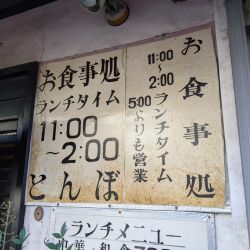 お食事処
ランチタイム
11:00
～2:00
とんぼ
お食事処
ランチタイム
11:00
～
2:00
5:00よりも営業
ランチメニュー